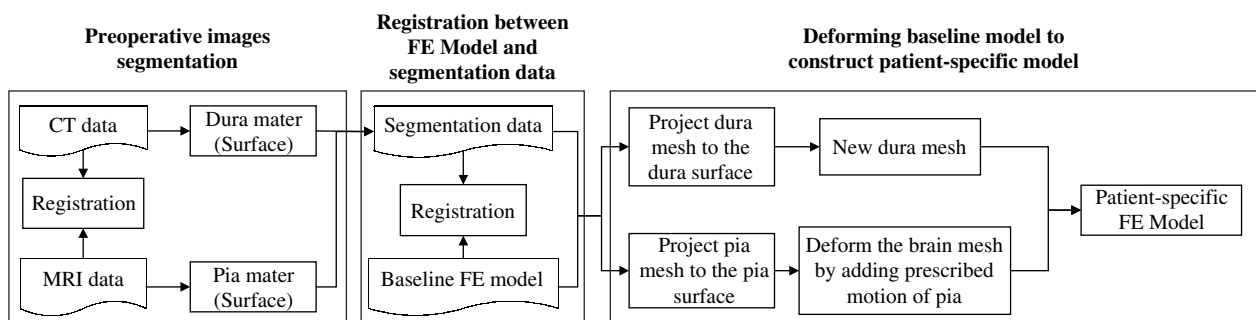 Preoperative images
segmentation
Registration between
FE Model and
segmentation data
Deforming baseline model to
construct patient-specific model
CT data
Dura mater
(Surface)
Registration
MRI data
Pia mater
(Surface)
Segmentation data
Registration
Baseline FE model
Project dura
mesh to the
dura surface
New dura mesh
Project pia
mesh to the pia
surface
Deform the brain mesh
by adding prescribed
motion of pia
Patient-specific
FE Model